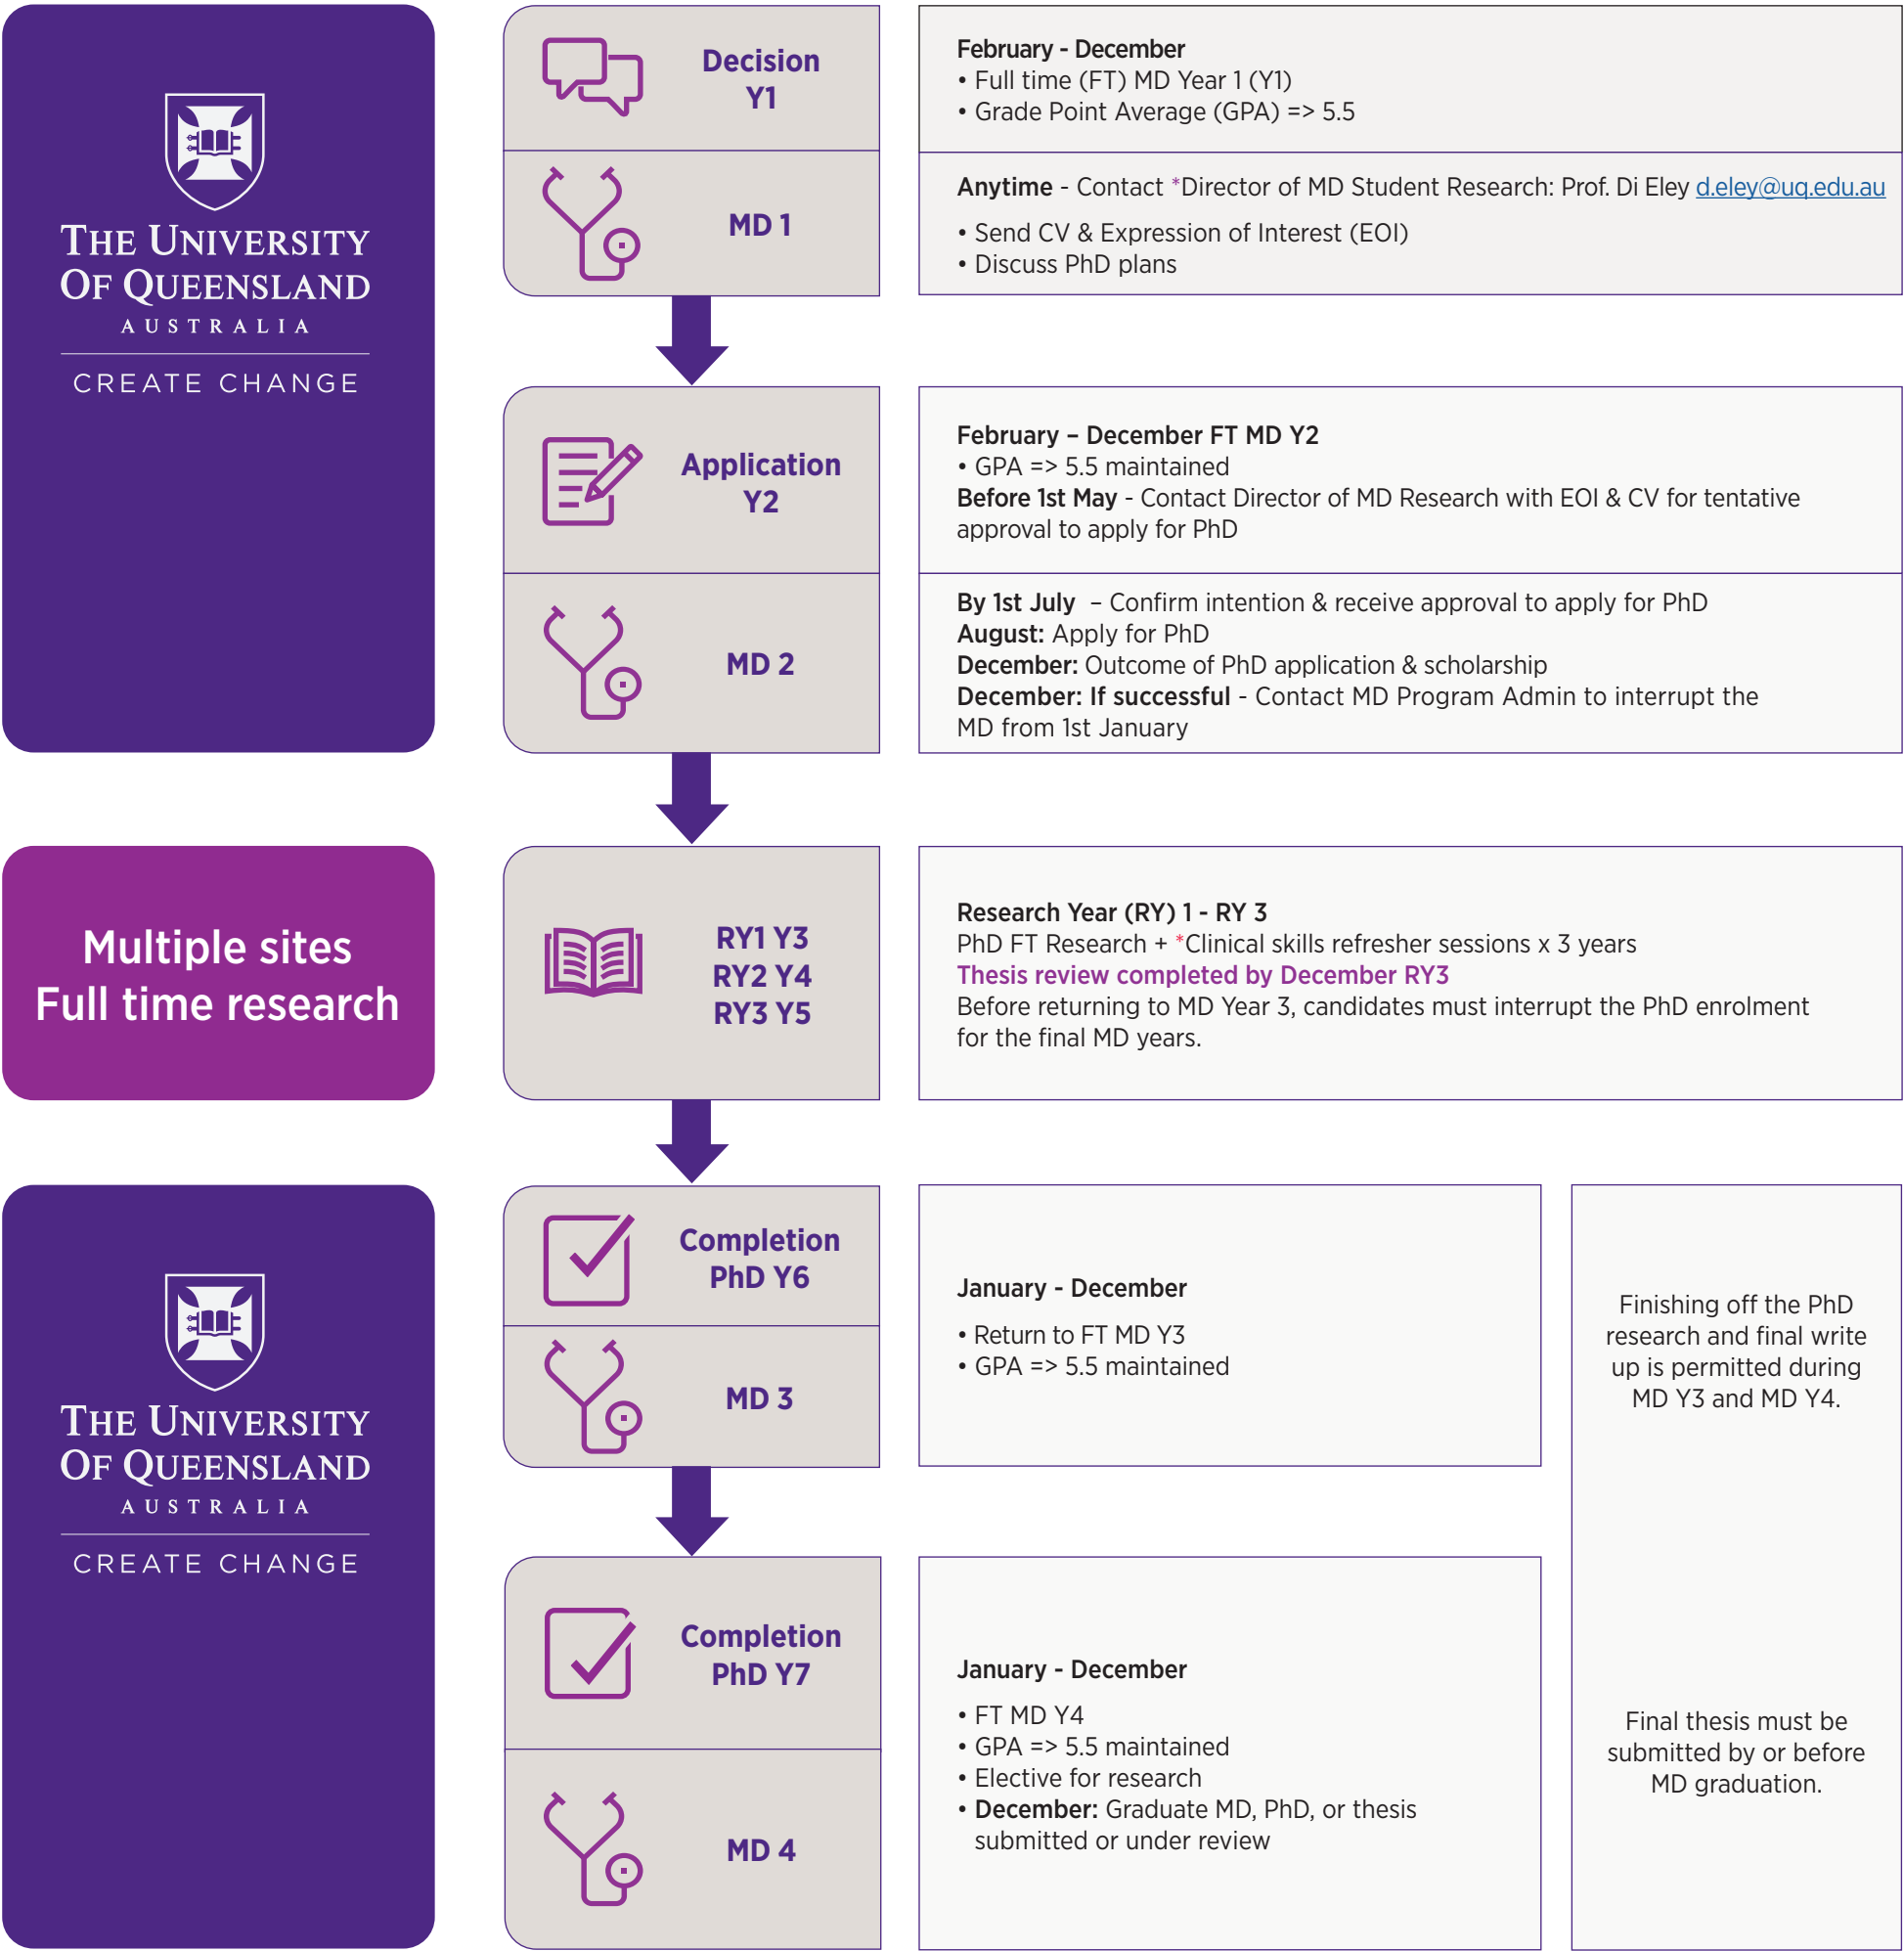 THE UNIVERSITY
OF QUEENSLAND
AUSTRALIA
CREATE CHANGE
Decision
Y1
February - December
• Full time (FT) MD Year 1 (Y1)
• Grade Point Average (GPA) => 5.5
MD 1
Anytime - Contact *Director of MD Student Research: Prof. Di Eley d.eley@uq.edu.au
• Send CV & Expression of Interest (EOI)
• Discuss PhD plans
Application
Y2
February – December FT MD Y2
• GPA => 5.5 maintained
Before 1st May - Contact Director of MD Research with EOI & CV for tentative
approval to apply for PhD
MD 2
By 1st July – Confirm intention & receive approval to apply for PhD
August: Apply for PhD
December: Outcome of PhD application & scholarship
December: If successful - Contact MD Program Admin to interrupt the
MD from 1st January
Multiple sites
Full time research
RY1 Y3
RY2 Y4
RY3 Y5
Research Year (RY) 1 - RY 3
PhD FT Research + *Clinical skills refresher sessions x 3 years
Thesis review completed by December RY3
Before returning to MD Year 3, candidates must interrupt the PhD enrolment
for the final MD years.
THE UNIVERSITY
OF QUEENSLAND
AUSTRALIA
CREATE CHANGE
Completion
PhD Y6
MD 3
January - December
• Return to FT MD Y3
• GPA => 5.5 maintained
Finishing off the PhD
research and final write
up is permitted during
MD Y3 and MD Y4.
Completion
PhD Y7
MD 4
January - December
• FT MD Y4
• GPA => 5.5 maintained
• Elective for research
• December: Graduate MD, PhD, or thesis
submitted or under review
Final thesis must be
submitted by or before
MD graduation.